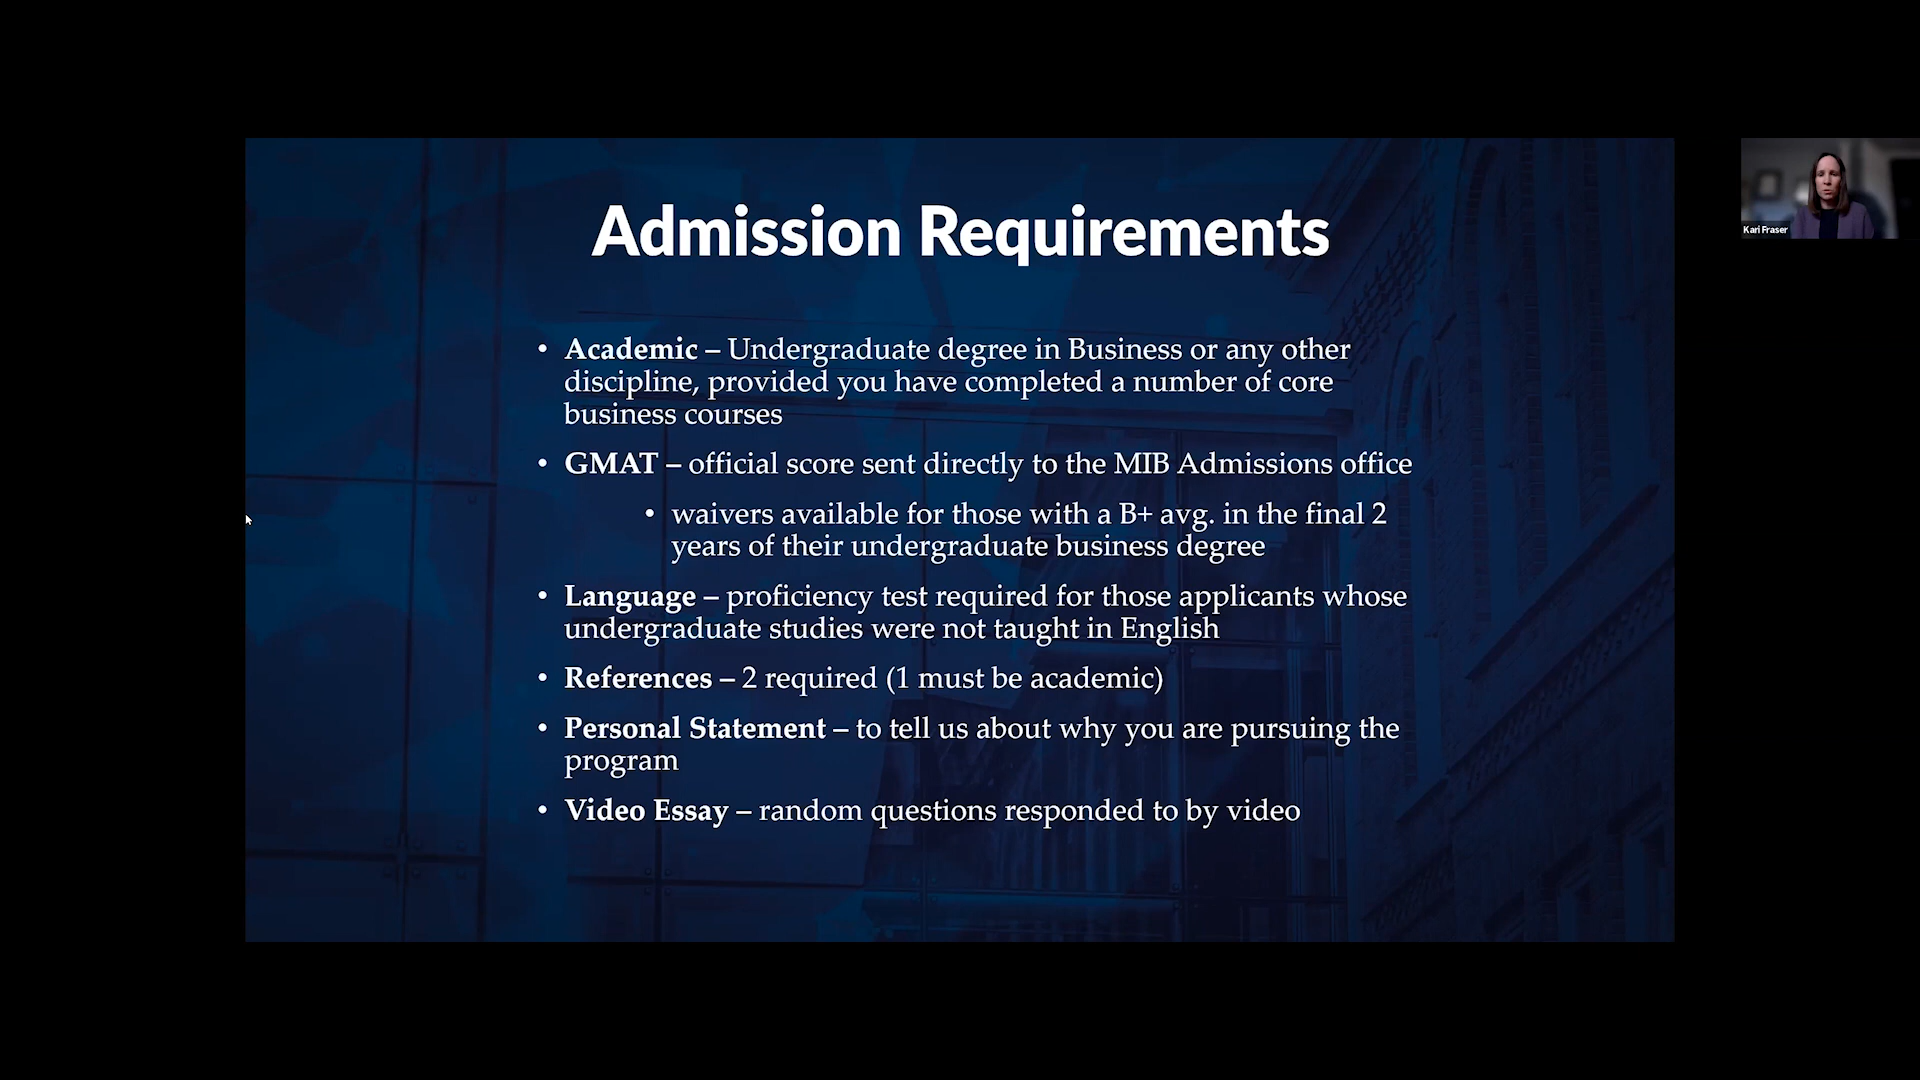 Admission Requirements
• Academic – Undergraduate degree in Business or any other
discipline, provided you have completed a number of core
business courses
• GMAT – official score sent directly to the MIB Admissions office
• waivers available for those with a B+ avg. in the final 2
years of their undergraduate business degree
• Language – proficiency test required for those applicants whose
undergraduate studies were not taught in English
• References – 2 required (1 must be academic)
• Personal Statement – to tell us about why you are pursuing the
program
• Video Essay – random questions responded to by video
Kari Fraser